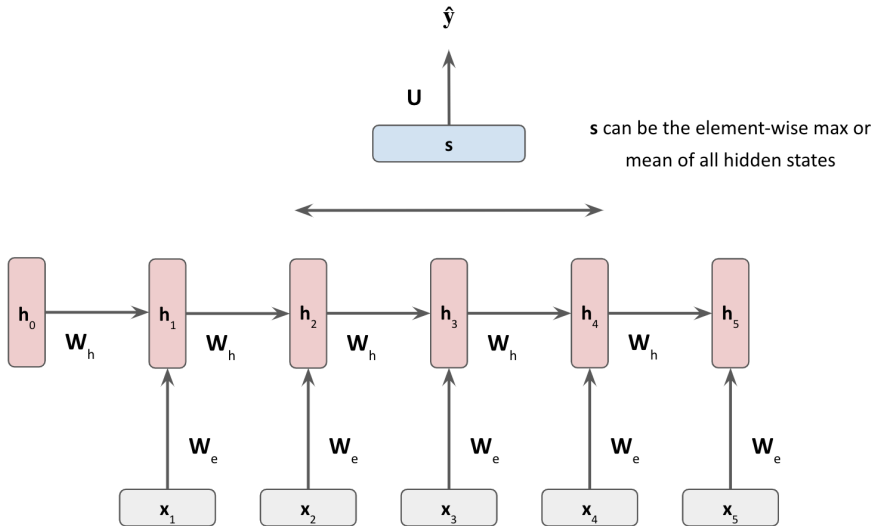 ŷ
U
s
s can be the element-wise max or
mean of all hidden states
h₀ h₁ h₂ h₃ h₄ h₅
Wₕ Wₕ Wₕ Wₕ Wₕ
Wₑ Wₑ Wₑ Wₑ Wₑ
x₁ x₂ x₃ x₄ x₅